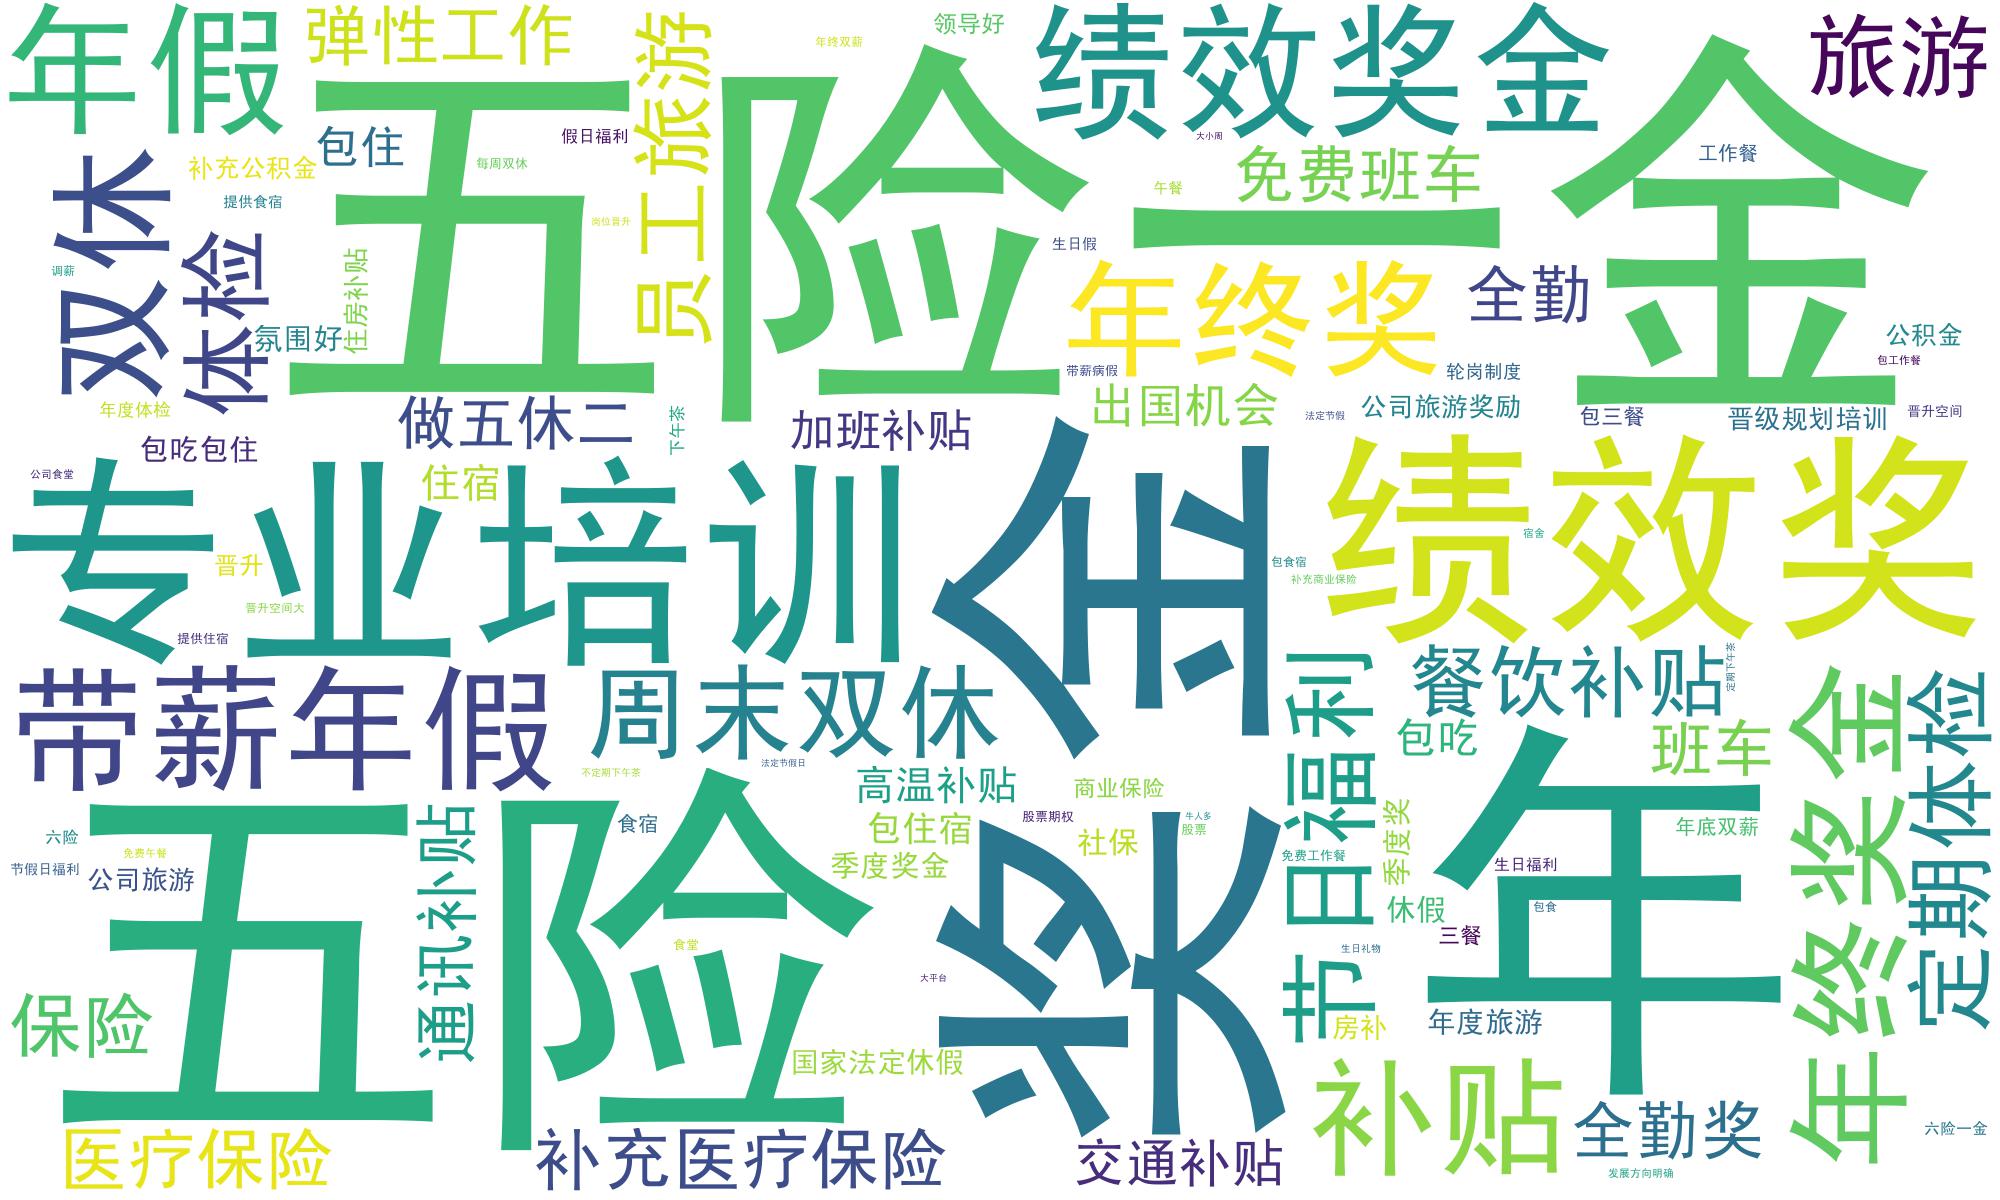 年假
弹性工作
员工旅游
年终双薪
领导好
绩效奖金
旅游
五险一金
包住
假日福利
大小周
工作餐
双休
补充公积金
每周双休
免费班车
午餐
提供食宿
岗位晋升
体检
生日假
调薪
住房补贴
年终奖
全勤
氛围好
公积金
包工作餐
带薪病假
轮岗制度
年度体检
做五休二
下午茶
加班补贴
出国机会
法定节假
公司旅游奖励
包三餐
晋级规划培训
晋升空间
包吃包住
公司食堂
专业培训
住宿
奖金
绩效奖
宿舍
晋升
包食宿
补充商业保险
晋升空间大
提供住宿
带薪年假
周末双休
节日福利
餐饮补贴
定期下午茶
年终奖金
定期体检
包吃
班车
法定节假日
不定期下午茶
高温补贴
商业保险
年
五险
通讯补贴
食宿
股票期权
牛人多
股票
包住宿
社保
季度奖
年底双薪
六险
免费午餐
免费工作餐
季度奖金
节假日福利
公司旅游
生日福利
休假
包食
三餐
食堂
生日礼物
大平台
保险
房补
年度旅游
国家法定休假
补贴
全勤奖
六险一金
医疗保险
补充医疗保险
交通补贴
发展方向明确